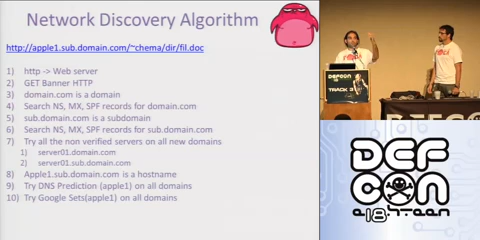 Network Discovery Algorithm
http://apple1.sub.domain.com/~chema/dir/fil.doc
1) http -> Web server
2) GET Banner HTTP
3) domain.com is a domain
4) Search NS, MX, SPF records for domain.com
5) sub.domain.com is a subdomain
6) Search NS, MX, SPF records for sub.domain.com
7) Try all the non verified servers on all new domains
1) server01.domain.com
2) server01.sub.domain.com
8) Apple1.sub.domain.com is a hostname
9) Try DNS Prediction (apple1) on all domains
10) Try Google Sets(apple1) on all domains
DEFCON
TRACK 3
DEF
CON